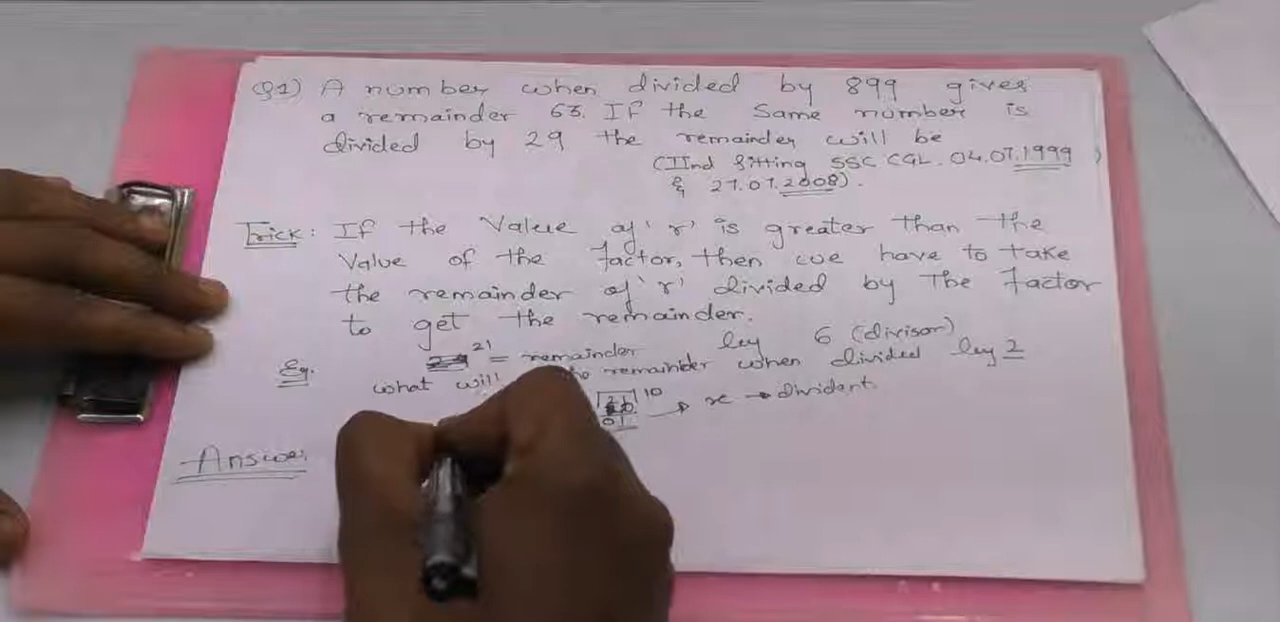 Q1) A number when divided by 899 gives
a remainder 63. If the same number is
divided by 29 the remainder will be
(IInd Sitting SSC CGL. 04.07.1999
& 27.07.2008).
Trick: If the Value of 'r' is greater than the
Value of the factor, then we have to take
the remainder of 'r' divided by The factor
to get the remainder.
Eg. 21 = remainder by 6 (divisor)
what will remainder when divided by 2
21 10
01 → x → divident
Answer